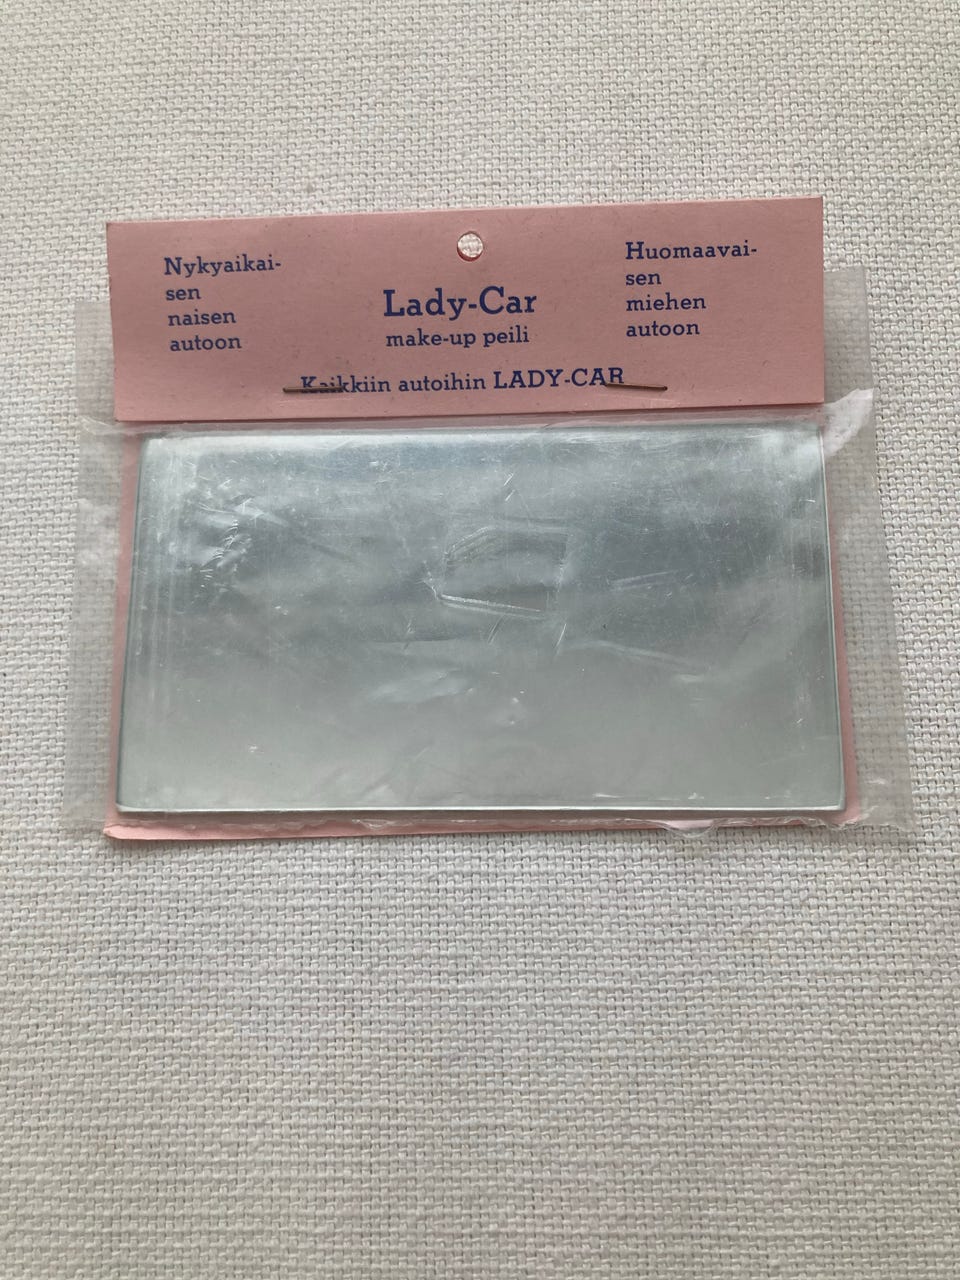 Nykyaikai-
sen
naisen
autoon
Lady-Car
make-up peili
Huomaavai-
sen
miehen
autoon
Kaikkiin autoihin LADY-CAR